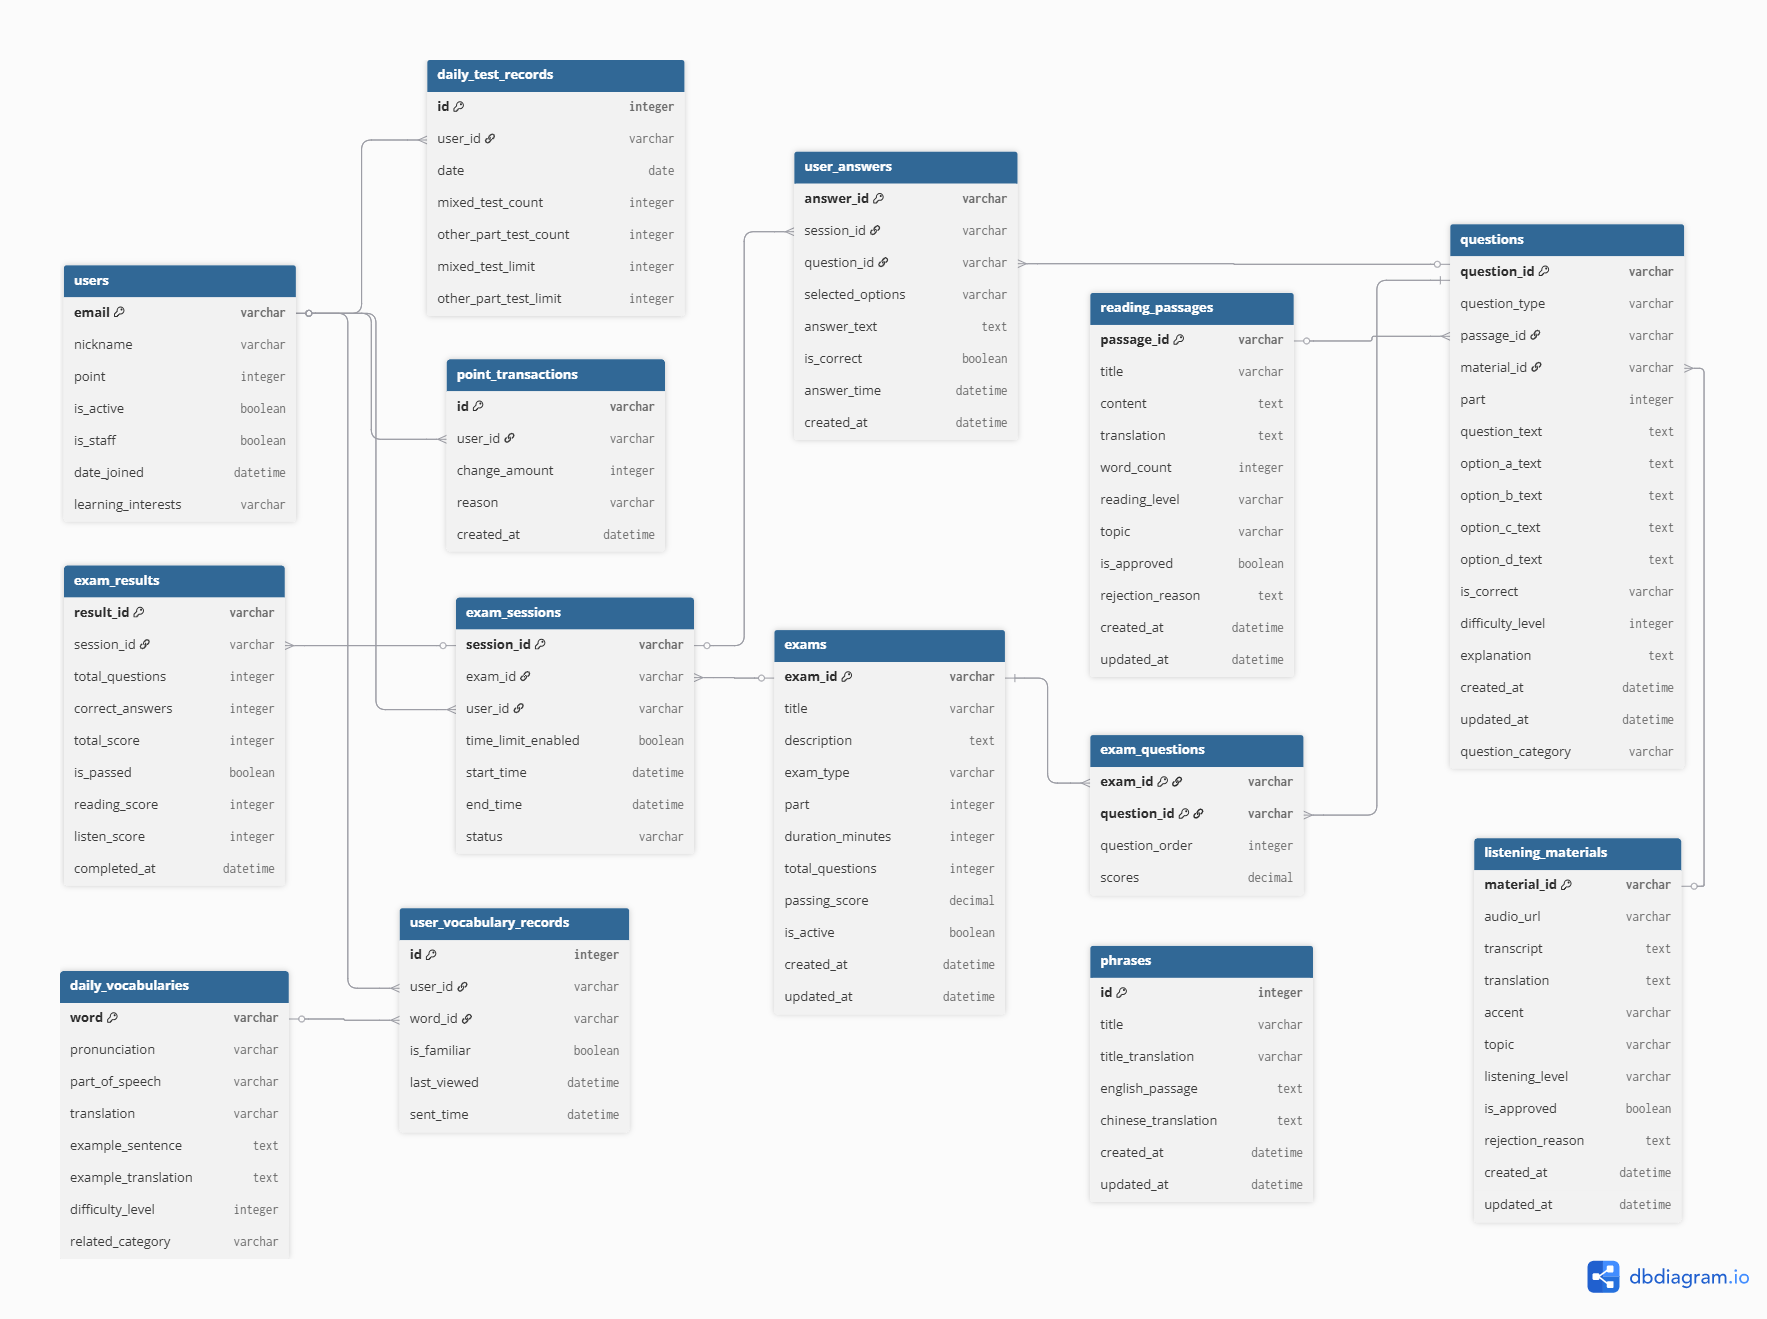 daily_test_records
id integer
user_id varchar
date date
mixed_test_count integer
other_part_test_count integer
mixed_test_limit integer
other_part_test_limit integer
users
email varchar
nickname varchar
point integer
is_active boolean
is_staff boolean
date_joined datetime
learning_interests varchar
point_transactions
id varchar
user_id varchar
change_amount integer
reason varchar
created_at datetime
user_answers
answer_id varchar
session_id varchar
question_id varchar
selected_options varchar
answer_text text
is_correct boolean
answer_time datetime
created_at datetime
reading_passages
passage_id varchar
title varchar
content text
translation text
word_count integer
reading_level varchar
topic varchar
is_approved boolean
rejection_reason text
created_at datetime
updated_at datetime
questions
question_id varchar
question_type varchar
passage_id varchar
material_id varchar
part integer
question_text text
option_a_text text
option_b_text text
option_c_text text
option_d_text text
is_correct varchar
difficulty_level integer
explanation text
created_at datetime
updated_at datetime
question_category varchar
exam_results
result_id varchar
session_id varchar
total_questions integer
correct_answers integer
total_score integer
is_passed boolean
reading_score integer
listen_score integer
completed_at datetime
exam_sessions
session_id varchar
exam_id varchar
user_id varchar
time_limit_enabled boolean
start_time datetime
end_time datetime
status varchar
exams
exam_id varchar
title varchar
description text
exam_type varchar
part integer
duration_minutes integer
total_questions integer
passing_score decimal
is_active boolean
created_at datetime
updated_at datetime
exam_questions
exam_id varchar
question_id varchar
question_order integer
scores decimal
listening_materials
material_id varchar
audio_url varchar
transcript text
translation text
accent varchar
topic varchar
listening_level varchar
is_approved boolean
rejection_reason text
created_at datetime
updated_at datetime
daily_vocabularies
word varchar
pronunciation varchar
part_of_speech varchar
translation varchar
example_sentence text
example_translation text
difficulty_level integer
related_category varchar
user_vocabulary_records
id integer
user_id varchar
word_id varchar
is_familiar boolean
last_viewed datetime
sent_time datetime
phrases
id integer
title varchar
title_translation varchar
english_passage text
chinese_translation text
created_at datetime
updated_at datetime
dbdiagram.io